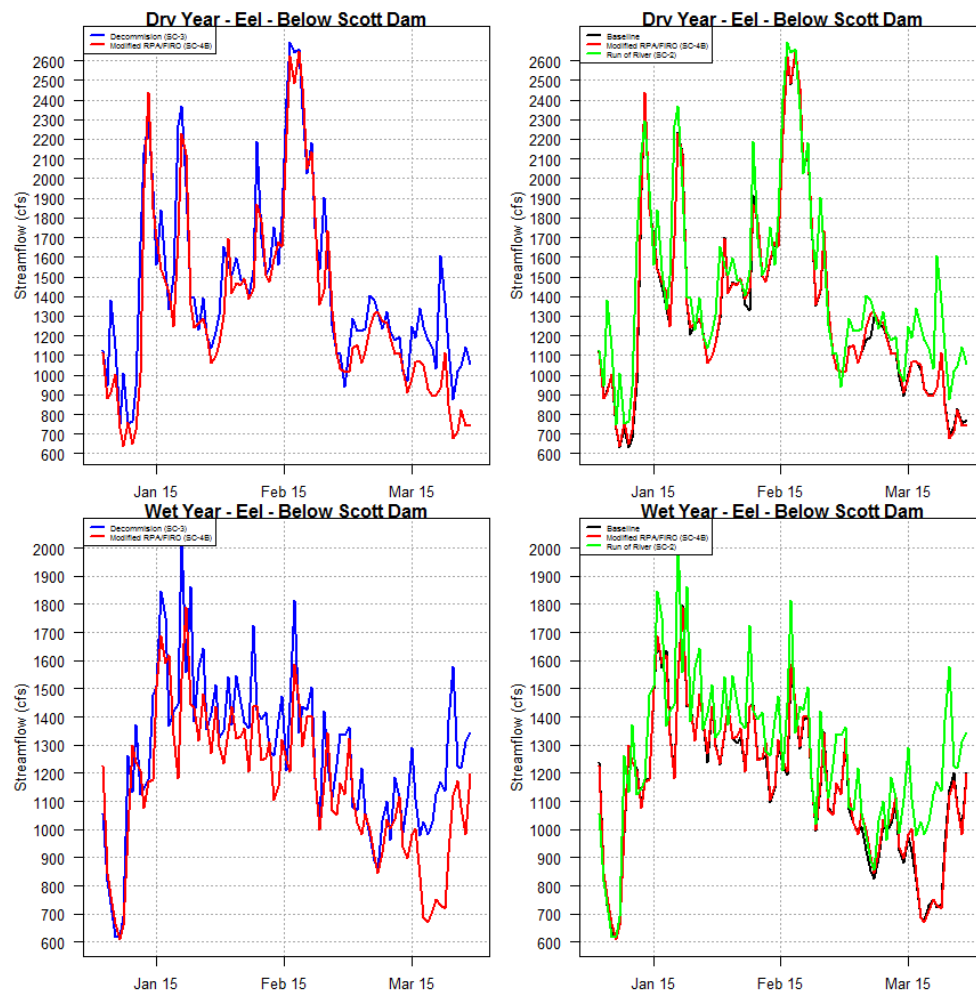 Dry Year - Eel - Below Scott Dam
Decommision (SC-3)
Modified RPA/FIRO (SC-4B)
Streamflow (cfs)
2600
2500
2400
2300
2200
2100
2000
1900
1800
1700
1600
1500
1400
1300
1200
1100
1000
900
800
700
600
Jan 15
Feb 15
Mar 15
Dry Year - Eel - Below Scott Dam
Baseline
Modified RPA/FIRO (SC-4B)
Run of River (SC-2)
Streamflow (cfs)
2600
2500
2400
2300
2200
2100
2000
1900
1800
1700
1600
1500
1400
1300
1200
1100
1000
900
800
700
600
Jan 15
Feb 15
Mar 15
Wet Year - Eel - Below Scott Dam
Decommision (SC-3)
Modified RPA/FIRO (SC-4B)
Streamflow (cfs)
2000
1900
1800
1700
1600
1500
1400
1300
1200
1100
1000
900
800
700
600
Jan 15
Feb 15
Mar 15
Wet Year - Eel - Below Scott Dam
Baseline
Modified RPA/FIRO (SC-4B)
Run of River (SC-2)
Streamflow (cfs)
2000
1900
1800
1700
1600
1500
1400
1300
1200
1100
1000
900
800
700
600
Jan 15
Feb 15
Mar 15